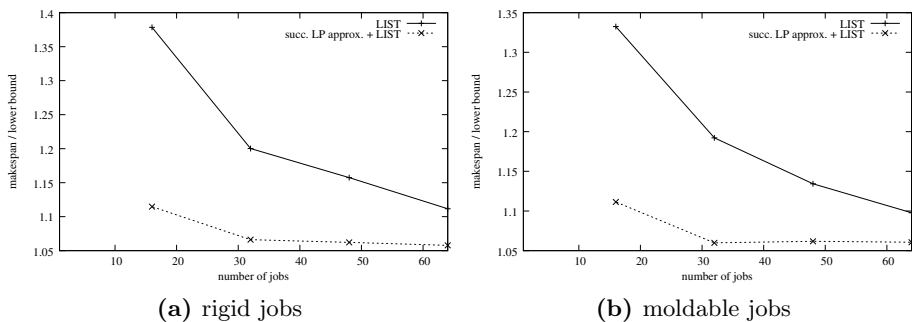 1.4
1.35
1.3
1.25
1.2
1.15
1.1
1.05
makespan / lower bound
LIST
succ. LP approx. + LIST
10 20 30 40 50 60
number of jobs
(a) rigid jobs
1.35
1.3
1.25
1.2
1.15
1.1
1.05
makespan / lower bound
LIST
succ. LP approx. + LIST
10 20 30 40 50 60
number of jobs
(b) moldable jobs